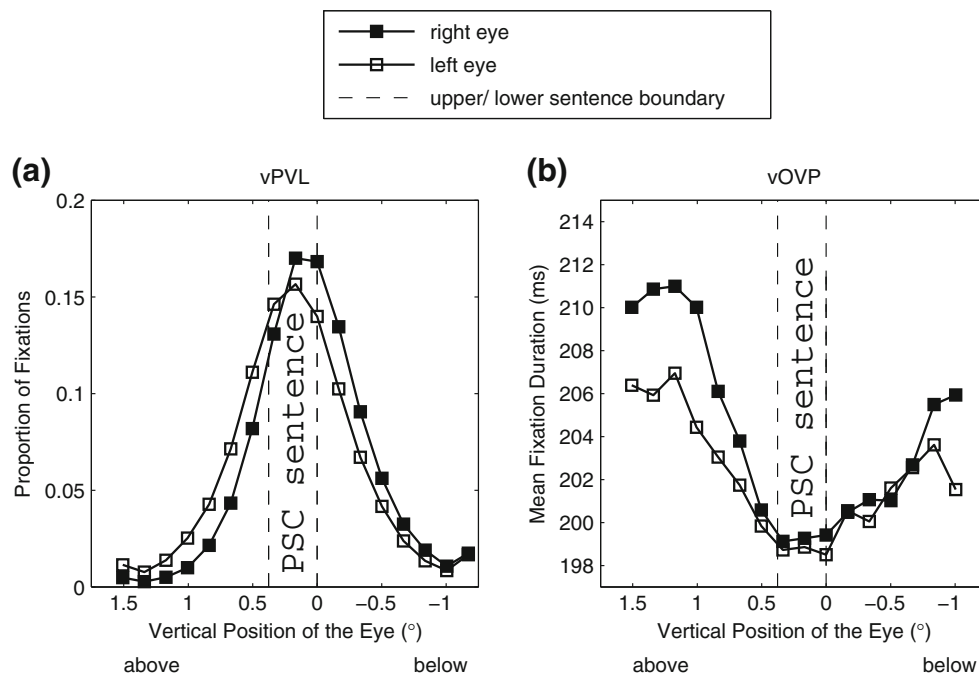 right eye
left eye
upper/ lower sentence boundary
(a)
vPVL
0.2
0.15
0.1
0.05
0
Proportion of Fixations
PSC sentence
1.5 1 0.5 0 −0.5 −1
Vertical Position of the Eye (°)
above below
(b)
vOVP
214
212
210
208
206
204
202
200
198
Mean Fixation Duration (ms)
PSC sentence
1.5 1 0.5 0 −0.5 −1
Vertical Position of the Eye (°)
above below